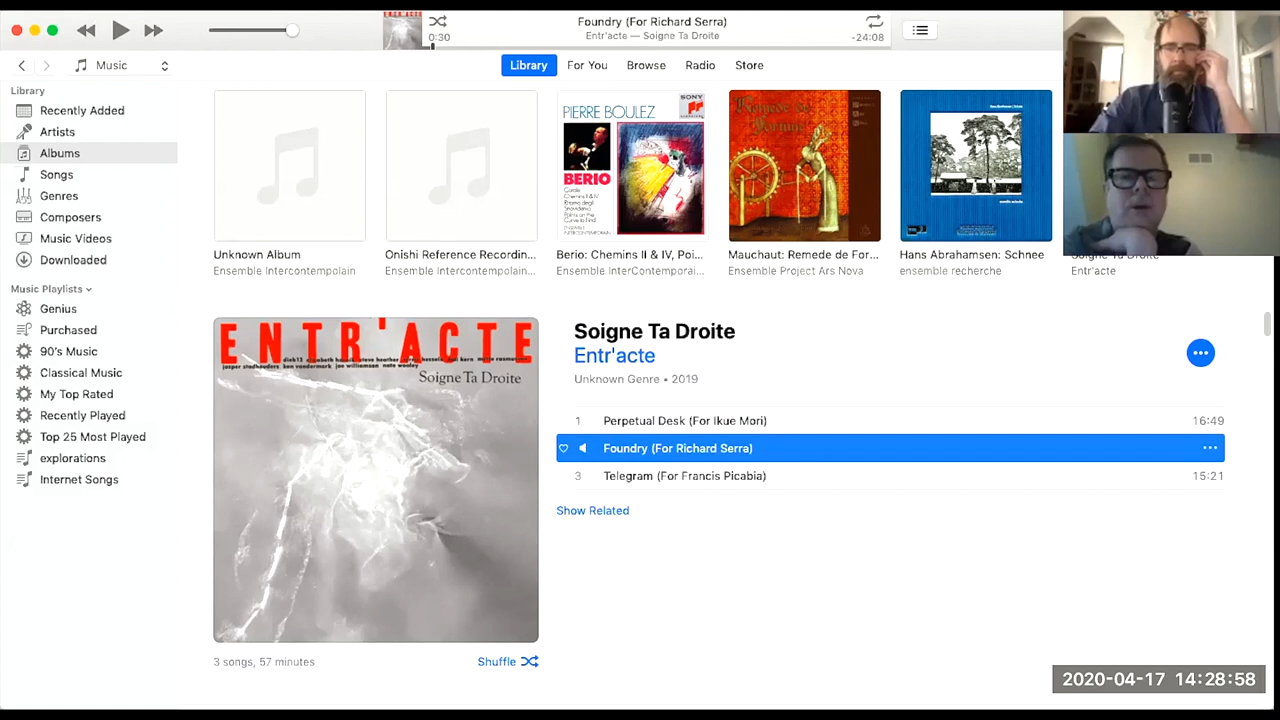 Foundry (For Richard Serra)
0:30
Entr'acte — Soigne Ta Droite
-24:08
Music
Library
For You
Browse
Radio
Store
Library
Recently Added
Artists
Albums
Songs
Genres
Composers
Music Videos
Downloaded
Music Playlists
Genius
Purchased
90's Music
Classical Music
My Top Rated
Recently Played
Top 25 Most Played
explorations
Internet Songs
PIERRE BOULEZ
SONY
BERIO
Unknown Album
Ensemble Intercontempolain
Onishi Reference Recordin...
Ensemble Intercontempolain...
Berio: Chemins II & IV, Poi...
Ensemble InterContemporai...
Remede de
Fortune
Mauchaut: Remede de For...
Ensemble Project Ars Nova
Hans Abrahamsen: Schnee
ensemble recherche
Soigne Ta Droite
Entr'acte
ENTR'ACTE
Soigne Ta Droite
3 songs, 57 minutes
Shuffle
Soigne Ta Droite
Entr'acte
Unknown Genre • 2019
1 Perpetual Desk (For Ikue Mori) 16:49
Foundry (For Richard Serra)
3 Telegram (For Francis Picabia) 15:21
Show Related
2020-04-17 14:28:58